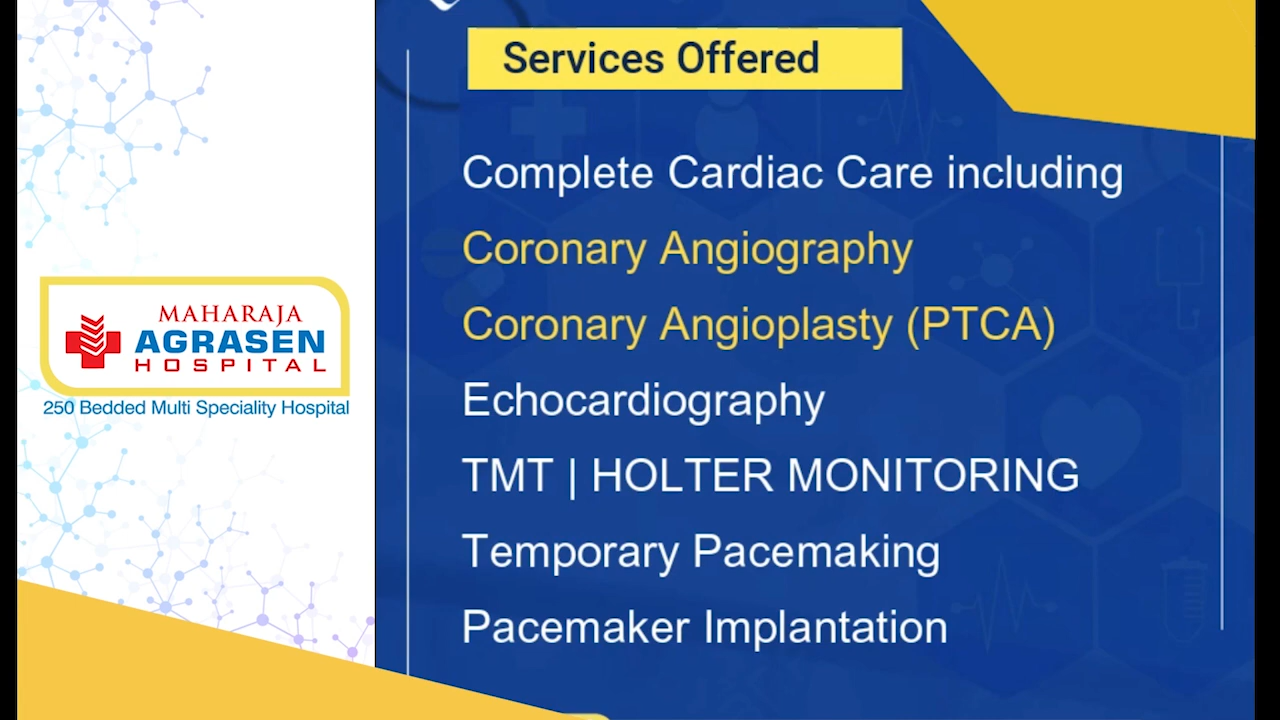 MAHARAJA
AGRASEN
HOSPITAL
250 Bedded Multi Speciality Hospital
Services Offered
Complete Cardiac Care including
Coronary Angiography
Coronary Angioplasty (PTCA)
Echocardiography
TMT | HOLTER MONITORING
Temporary Pacemaking
Pacemaker Implantation